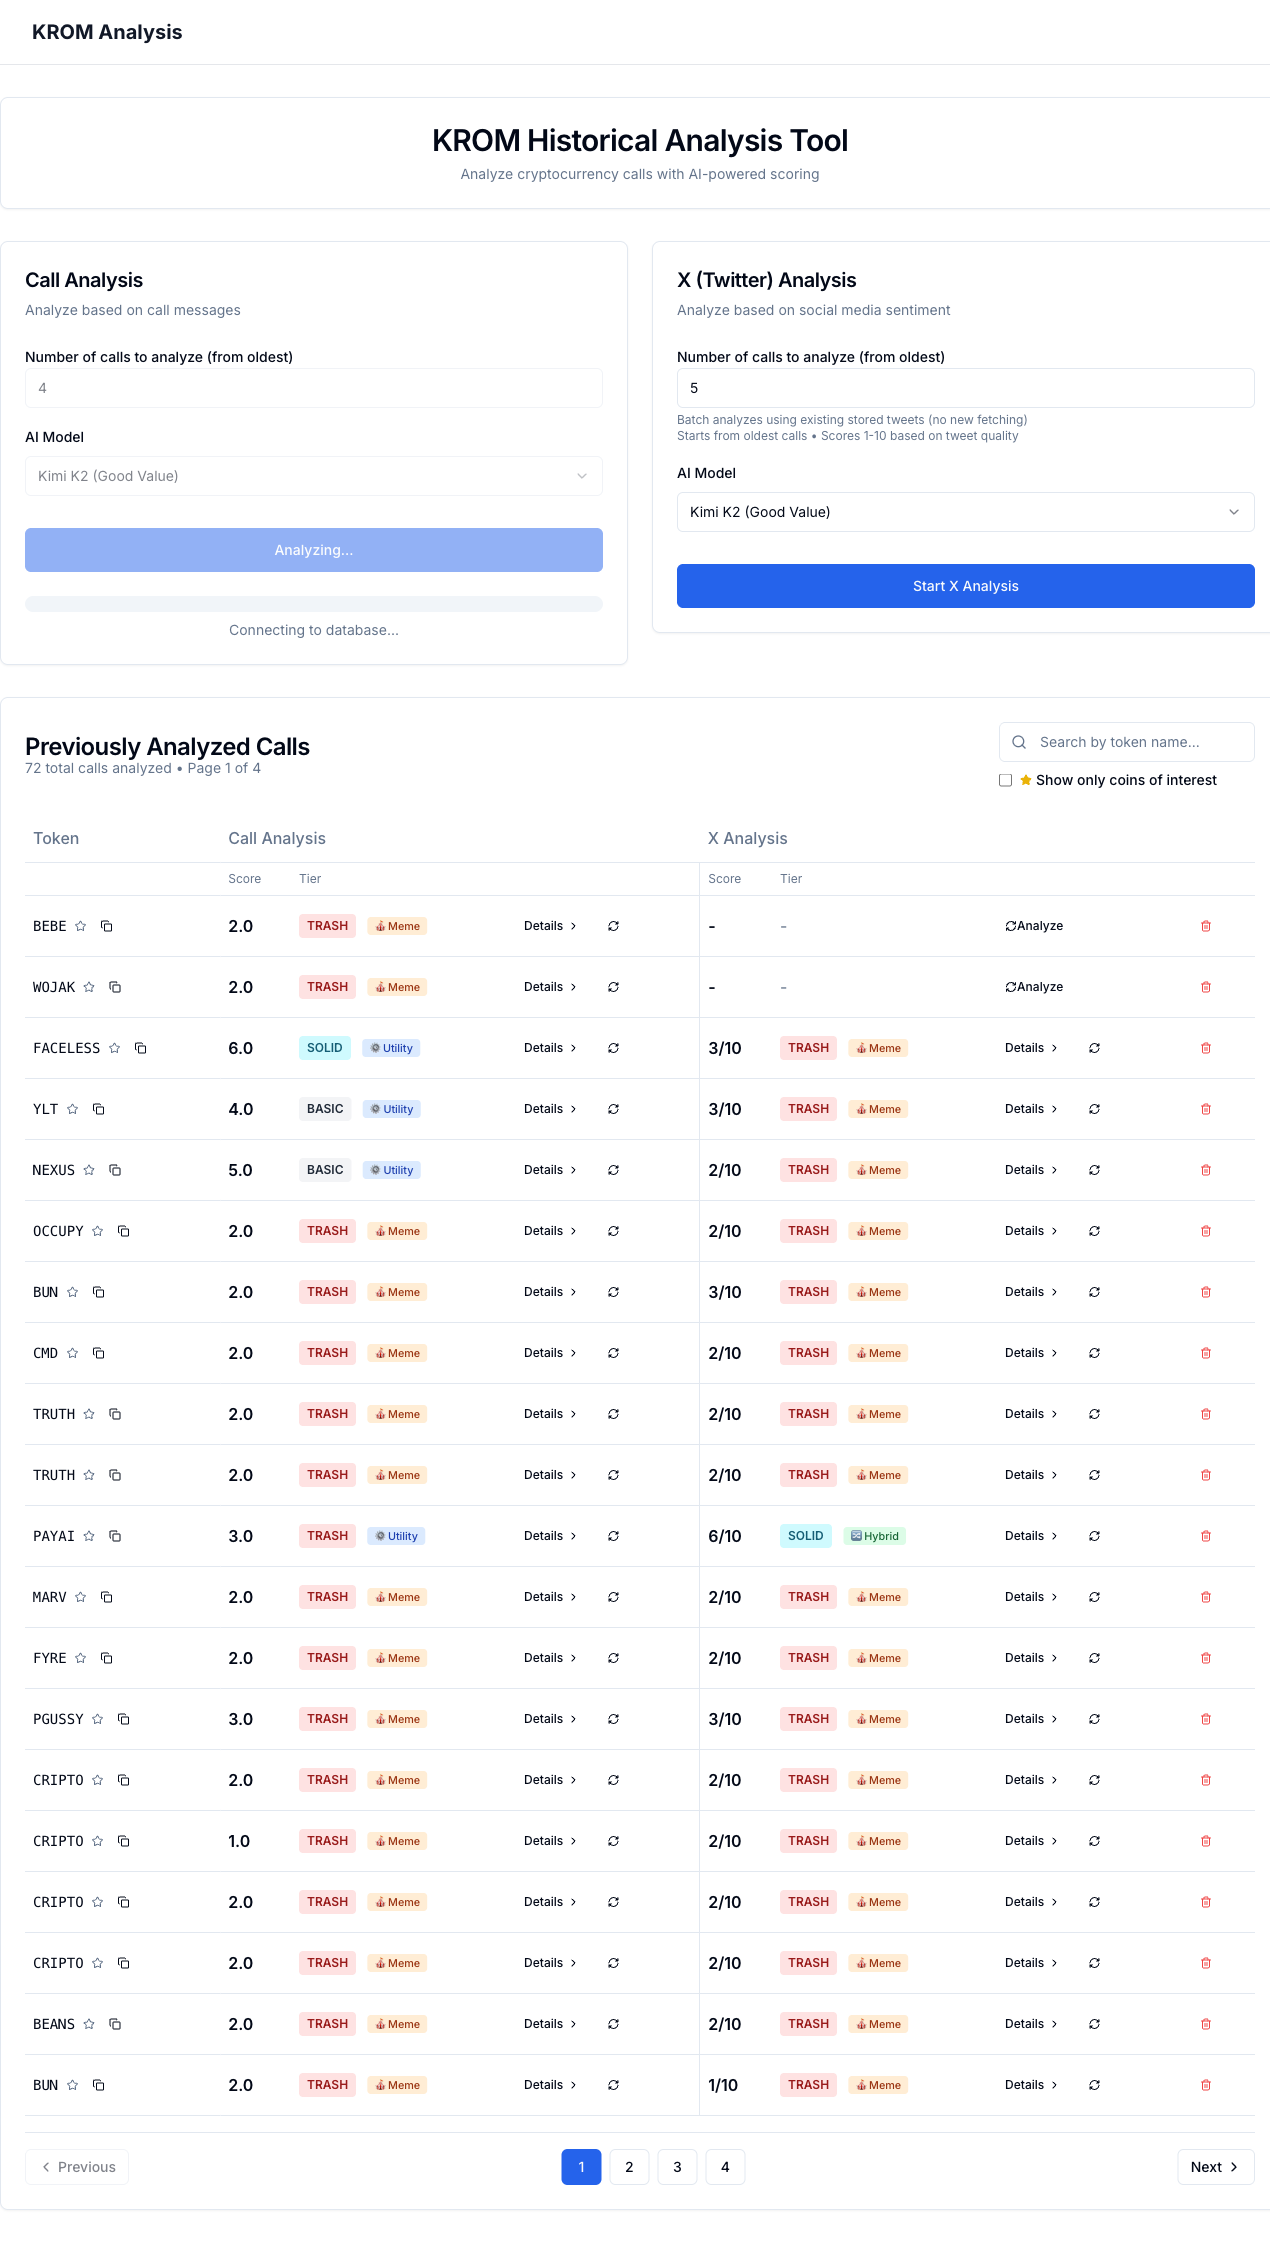 KROM Analysis
KROM Historical Analysis Tool
Analyze cryptocurrency calls with AI-powered scoring
Call Analysis
Analyze based on call messages
Number of calls to analyze (from oldest)
4
AI Model
Kimi K2 (Good Value)
Analyzing...
Connecting to database...
X (Twitter) Analysis
Analyze based on social media sentiment
Number of calls to analyze (from oldest)
5
Batch analyzes using existing stored tweets (no new fetching)
Starts from oldest calls • Scores 1-10 based on tweet quality
AI Model
Kimi K2 (Good Value)
Start X Analysis
Previously Analyzed Calls
72 total calls analyzed • Page 1 of 4
Search by token name...
Show only coins of interest
Token Call Analysis X Analysis
Score Tier Score Tier
BEBE 2.0 TRASH Meme Details - - Analyze
WOJAK 2.0 TRASH Meme Details - - Analyze
FACELESS 6.0 SOLID Utility Details 3/10 TRASH Meme Details
YLT 4.0 BASIC Utility Details 3/10 TRASH Meme Details
NEXUS 5.0 BASIC Utility Details 2/10 TRASH Meme Details
OCCUPY 2.0 TRASH Meme Details 2/10 TRASH Meme Details
BUN 2.0 TRASH Meme Details 3/10 TRASH Meme Details
CMD 2.0 TRASH Meme Details 2/10 TRASH Meme Details
TRUTH 2.0 TRASH Meme Details 2/10 TRASH Meme Details
TRUTH 2.0 TRASH Meme Details 2/10 TRASH Meme Details
PAYAI 3.0 TRASH Utility Details 6/10 SOLID Hybrid Details
MARV 2.0 TRASH Meme Details 2/10 TRASH Meme Details
FYRE 2.0 TRASH Meme Details 2/10 TRASH Meme Details
PGUSSY 3.0 TRASH Meme Details 3/10 TRASH Meme Details
CRIPTO 2.0 TRASH Meme Details 2/10 TRASH Meme Details
CRIPTO 1.0 TRASH Meme Details 2/10 TRASH Meme Details
CRIPTO 2.0 TRASH Meme Details 2/10 TRASH Meme Details
CRIPTO 2.0 TRASH Meme Details 2/10 TRASH Meme Details
BEANS 2.0 TRASH Meme Details 2/10 TRASH Meme Details
BUN 2.0 TRASH Meme Details 1/10 TRASH Meme Details
Previous 1 2 3 4 Next